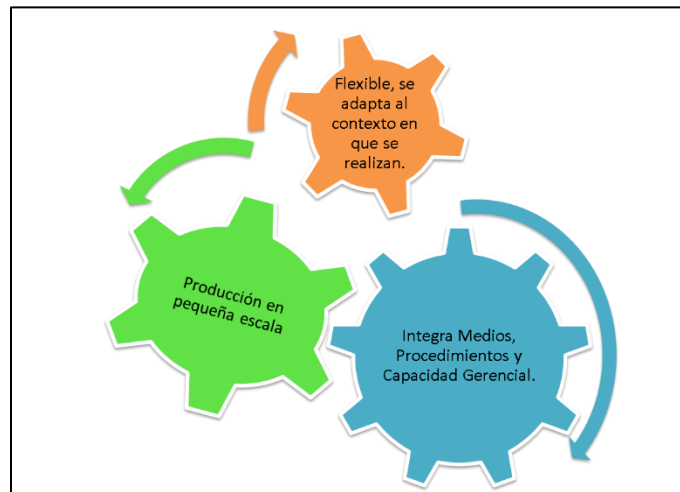 Flexible, se
adapta al
contexto en
que se
realizan.
Producción en
pequeña escala
Integra Medios,
Procedimientos y
Capacidad Gerencial.